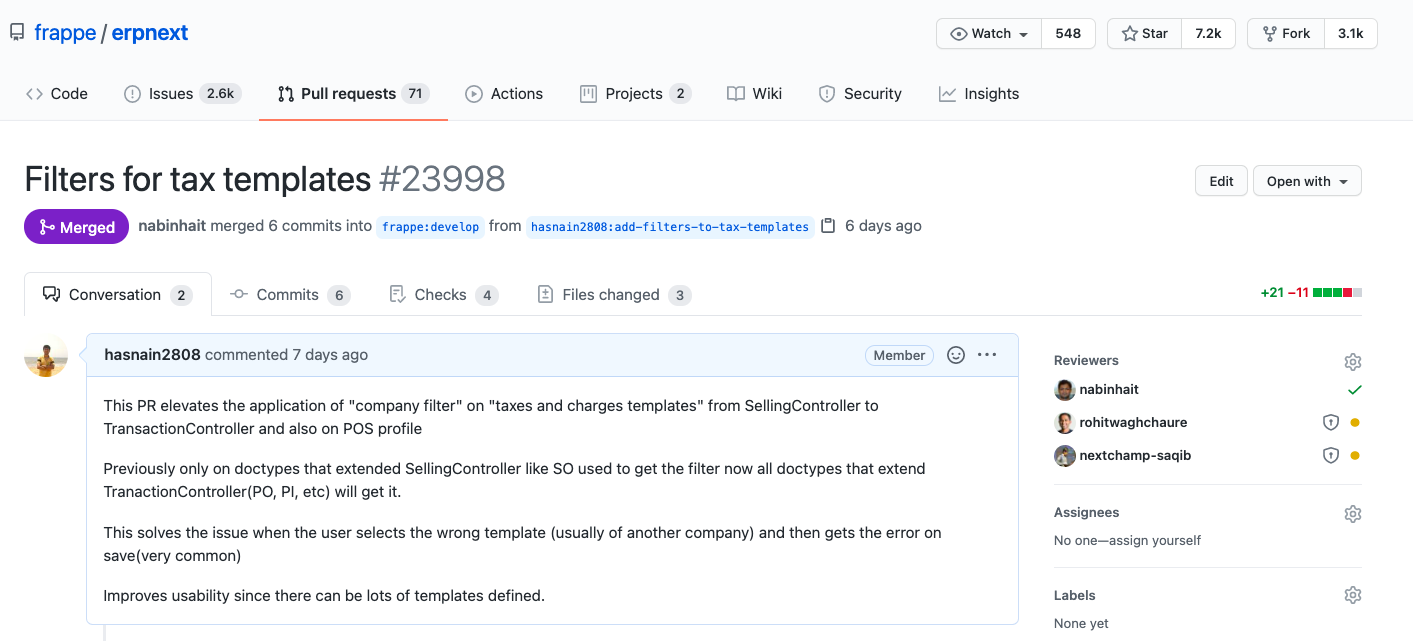 frappe / erpnext
Watch 548 Star 7.2k Fork 3.1k
Code Issues 2.6k Pull requests 71 Actions Projects 2 Wiki Security Insights
Filters for tax templates #23998
Edit Open with
Merged nabinhait merged 6 commits into frappe:develop from hasnain2808:add-filters-to-tax-templates 6 days ago
Conversation 2 Commits 6 Checks 4 Files changed 3
+21 −11
hasnain2808 commented 7 days ago
Member
This PR elevates the application of "company filter" on "taxes and charges templates" from SellingController to
TransactionController and also on POS profile
Previously only on doctypes that extended SellingController like SO used to get the filter now all doctypes that extend
TranactionController(PO, PI, etc) will get it.
This solves the issue when the user selects the wrong template (usually of another company) and then gets the error on
save(very common)
Improves usability since there can be lots of templates defined.
Reviewers
nabinhait
rohitwaghchaure
nextchamp-saqib
Assignees
No one—assign yourself
Labels
None yet